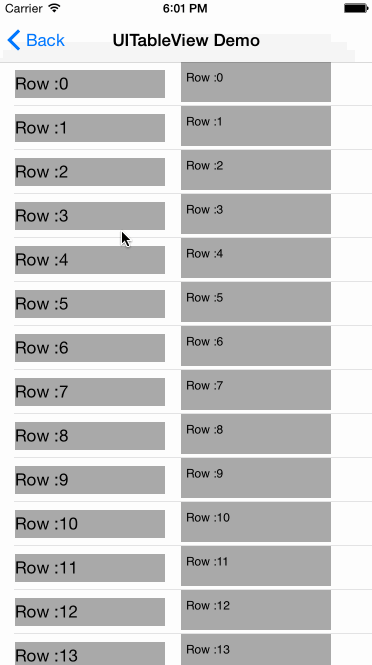 Carrier 6:01 PM
Back UITableView Demo
Row :0 Row :0
Row :1 Row :1
Row :2 Row :2
Row :3 Row :3
Row :4 Row :4
Row :5 Row :5
Row :6 Row :6
Row :7 Row :7
Row :8 Row :8
Row :9 Row :9
Row :10 Row :10
Row :11 Row :11
Row :12 Row :12
Row :13 Row :13